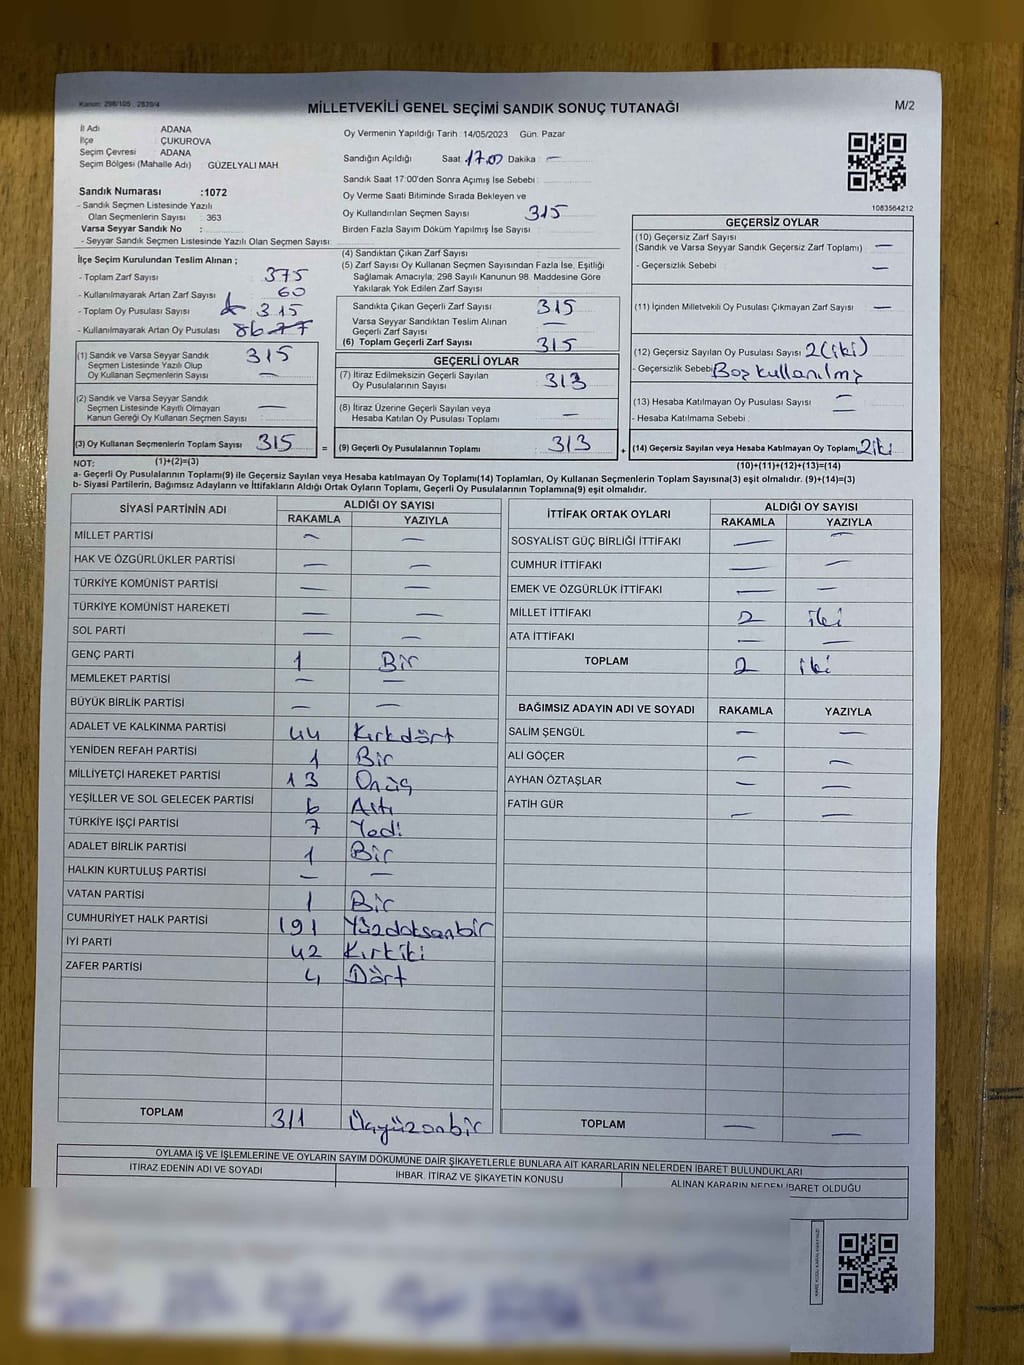 Kanun: 298/105 , 2839/4
MİLLETVEKİLİ GENEL SEÇİMİ SANDIK SONUÇ TUTANAĞI
M/2
İl Adı ADANA
İlçe ÇUKUROVA
Seçim Çevresi ADANA
Seçim Bölgesi (Mahalle Adı) : GÜZELYALI MAH.
Sandık Numarası :1072
- Sandık Seçmen Listesinde Yazılı
Olan Seçmenlerin Sayısı : 363
Varsa Seyyar Sandık No :
- Seyyar Sandık Seçmen Listesinde Yazılı Olan Seçmen Sayısı:
Oy Vermenin Yapıldığı Tarih : 14/05/2023 Gün. Pazar
Sandığın Açıldığı Saat 17.00 Dakika : —
Sandık Saat 17:00'den Sonra Açımış İse Sebebi :
Oy Verme Saati Bitiminde Sırada Bekleyen ve
Oy Kullandırılan Seçmen Sayısı 315
Birden Fazla Sayım Döküm Yapılmış İse Sayısı:
1083564212
İlçe Seçim Kurulundan Teslim Alınan ;
- Toplam Zarf Sayısı : 375
- Kullanılmayarak Artan Zarf Sayısı : 60
- Toplam Oy Pusulası Sayısı : 315
- Kullanılmayarak Artan Oy Pusulası
(1) Sandık ve Varsa Seyyar Sandık 315
Seçmen Listesinde Yazılı Olup
Oy Kullanan Seçmenlerin Sayısı : —
(2) Sandık ve Varsa Seyyar Sandık
Seçmen Listesinde Kayıtlı Olmayan —
Kanun Gereği Oy Kullanan Seçmen Sayısı :
(3) Oy Kullanan Seçmenlerin Toplam Sayısı 315 =
(4) Sandıktan Çıkan Zarf Sayısı :
(5) Zarf Sayısı Oy Kullanan Seçmen Sayısından Fazla İse, Eşitliği
Sağlamak Amacıyla; 298 Sayılı Kanunun 98. Maddesine Göre
Yakılarak Yok Edilen Zarf Sayısı :
Sandıkta Çıkan Geçerli Zarf Sayısı : 315
Varsa Seyyar Sandıktan Teslim Alınan
Geçerli Zarf Sayısı : —
(6) Toplam Geçerli Zarf Sayısı : 315
GEÇERLİ OYLAR
(7) İtiraz Edilmeksizin Geçerli Sayılan
Oy Pusulalarının Sayısı : 313
(8) İtiraz Üzerine Geçerli Sayılan veya
Hesaba Katılan Oy Pusulası Toplamı : —
(9) Geçerli Oy Pusulalarının Toplamı : 313 +
GEÇERSİZ OYLAR
(10) Geçersiz Zarf Sayısı
(Sandık ve Varsa Seyyar Sandık Geçersiz Zarf Toplamı) : —
- Geçersizlik Sebebi : —
(11) İçinden Milletvekili Oy Pusulası Çıkmayan Zarf Sayısı : —
(12) Geçersiz Sayılan Oy Pusulası Sayısı : 2(iki)
- Geçersizlik Sebebi Boş kullanılmış
(13) Hesaba Katılmayan Oy Pusulası Sayısı : —
- Hesaba Katılmama Sebebi : —
(14) Geçersiz Sayılan veya Hesaba Katılmayan Oy Toplamı 2 iki
NOT: (1)+(2)=(3)
(10)+(11)+(12)+(13)=(14)
a- Geçerli Oy Pusulalarının Toplamı(9) ile Geçersiz Sayılan veya Hesaba katılmayan Oy Toplamı(14) Toplamları, Oy Kullanan Seçmenlerin Toplam Sayısına(3) eşit olmalıdır. (9)+(14)=(3)
b- Siyasi Partilerin, Bağımsız Adayların ve İttifakların Aldığı Oyların Toplamı, Geçerli Oy Pusulalarının Toplamına(9) eşit olmalıdır.
SİYASİ PARTİNİN ADI ALDIĞI OY SAYISI
RAKAMLA YAZIYLA
MİLLET PARTİSİ — —
HAK VE ÖZGÜRLÜKLER PARTİSİ — —
TÜRKİYE KOMÜNİST PARTİSİ — —
TÜRKİYE KOMÜNİST HAREKETİ — —
SOL PARTİ — —
GENÇ PARTİ 1 Bir
MEMLEKET PARTİSİ — —
BÜYÜK BİRLİK PARTİSİ — —
ADALET VE KALKINMA PARTİSİ 44 Kırkdört
YENİDEN REFAH PARTİSİ 1 Bir
MİLLİYETÇİ HAREKET PARTİSİ 13 Onüç
YEŞİLLER VE SOL GELECEK PARTİSİ 6 Altı
TÜRKİYE İŞÇİ PARTİSİ 7 Yedi
ADALET BİRLİK PARTİSİ 1 Bir
HALKIN KURTULUŞ PARTİSİ — —
VATAN PARTİSİ 1 Bir
CUMHURİYET HALK PARTİSİ 191 Yüzdoksanbir
İYİ PARTİ 42 Kırkiki
ZAFER PARTİSİ 4 Dört
TOPLAM 311 Üçyüzonbir
İTTİFAK ORTAK OYLARI ALDIĞI OY SAYISI
RAKAMLA YAZIYLA
SOSYALİST GÜÇ BİRLİĞİ İTTİFAKI — —
CUMHUR İTTİFAKI — —
EMEK VE ÖZGÜRLÜK İTTİFAKI — —
MİLLET İTTİFAKI 2 iki
ATA İTTİFAKI — —
TOPLAM 2 iki
BAĞIMSIZ ADAYIN ADI VE SOYADI RAKAMLA YAZIYLA
SALİM ŞENGÜL — —
ALİ GÖÇER — —
AYHAN ÖZTAŞLAR — —
FATİH GÜR — —
TOPLAM — —
OYLAMA İŞ VE İŞLEMLERİNE VE OYLARIN SAYIM DÖKÜMÜNE DAİR ŞİKAYETLERLE BUNLARA AİT KARARLARIN NELERDEN İBARET BULUNDUKLARI
İTİRAZ EDENİN ADI VE SOYADI İHBAR, İTİRAZ VE ŞİKAYETİN KONUSU ALINAN KARARIN NEDEN İBARET OLDUĞU